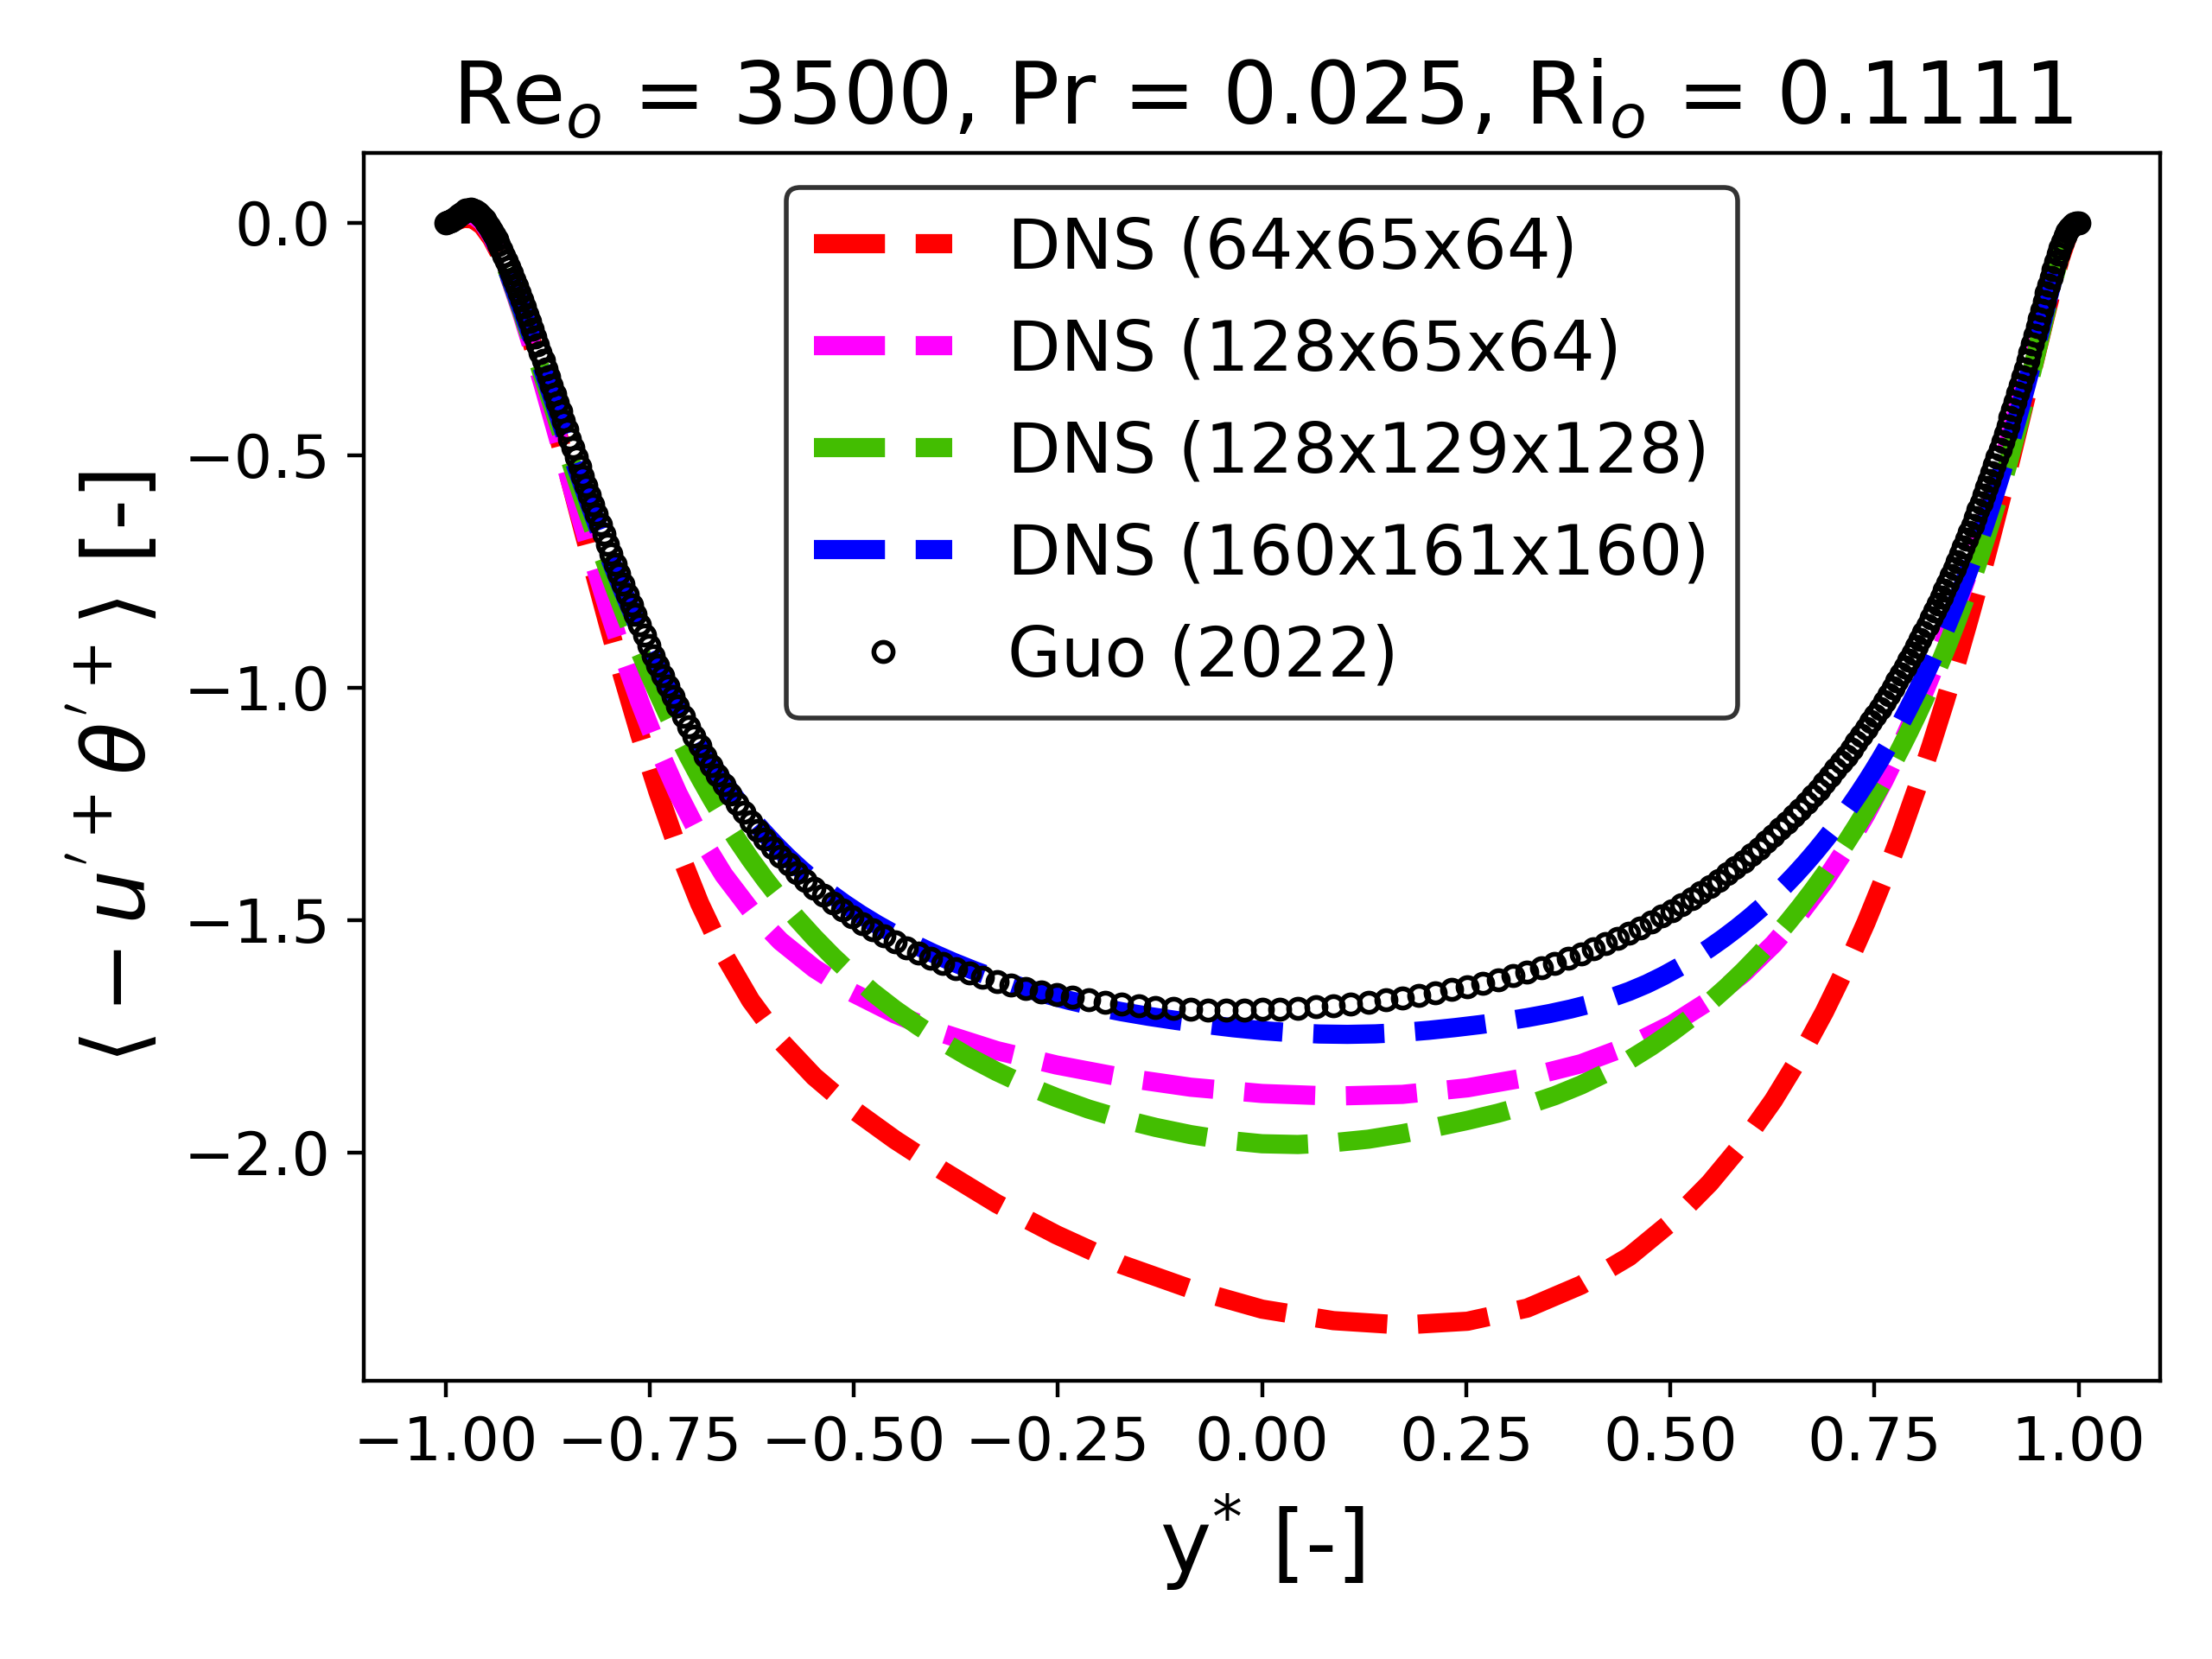 Reₒ = 3500, Pr = 0.025, Riₒ = 0.1111
⟨ − u′⁺θ′⁺ ⟩ [-]
0.0
−0.5
−1.0
−1.5
−2.0
DNS (64x65x64)
DNS (128x65x64)
DNS (128x129x128)
DNS (160x161x160)
Guo (2022)
−1.00 −0.75 −0.50 −0.25 0.00 0.25 0.50 0.75 1.00
y* [-]